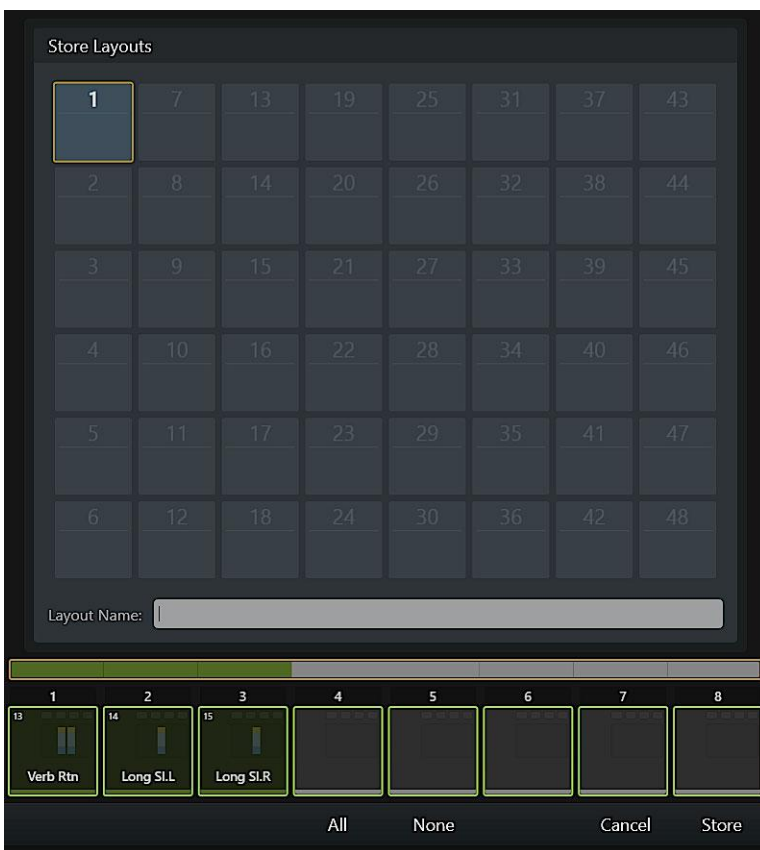 Store Layouts
1 7 13 19 25 31 37 43
2 8 14 20 26 32 38 44
3 9 15 21 27 33 39 45
4 10 16 22 28 34 40 46
5 11 17 23 29 35 41 47
6 12 18 24 30 36 42 48
Layout Name:
1 2 3 4 5 6 7 8
13 14 15
Verb Rtn Long Sl.L Long Sl.R
All None Cancel Store